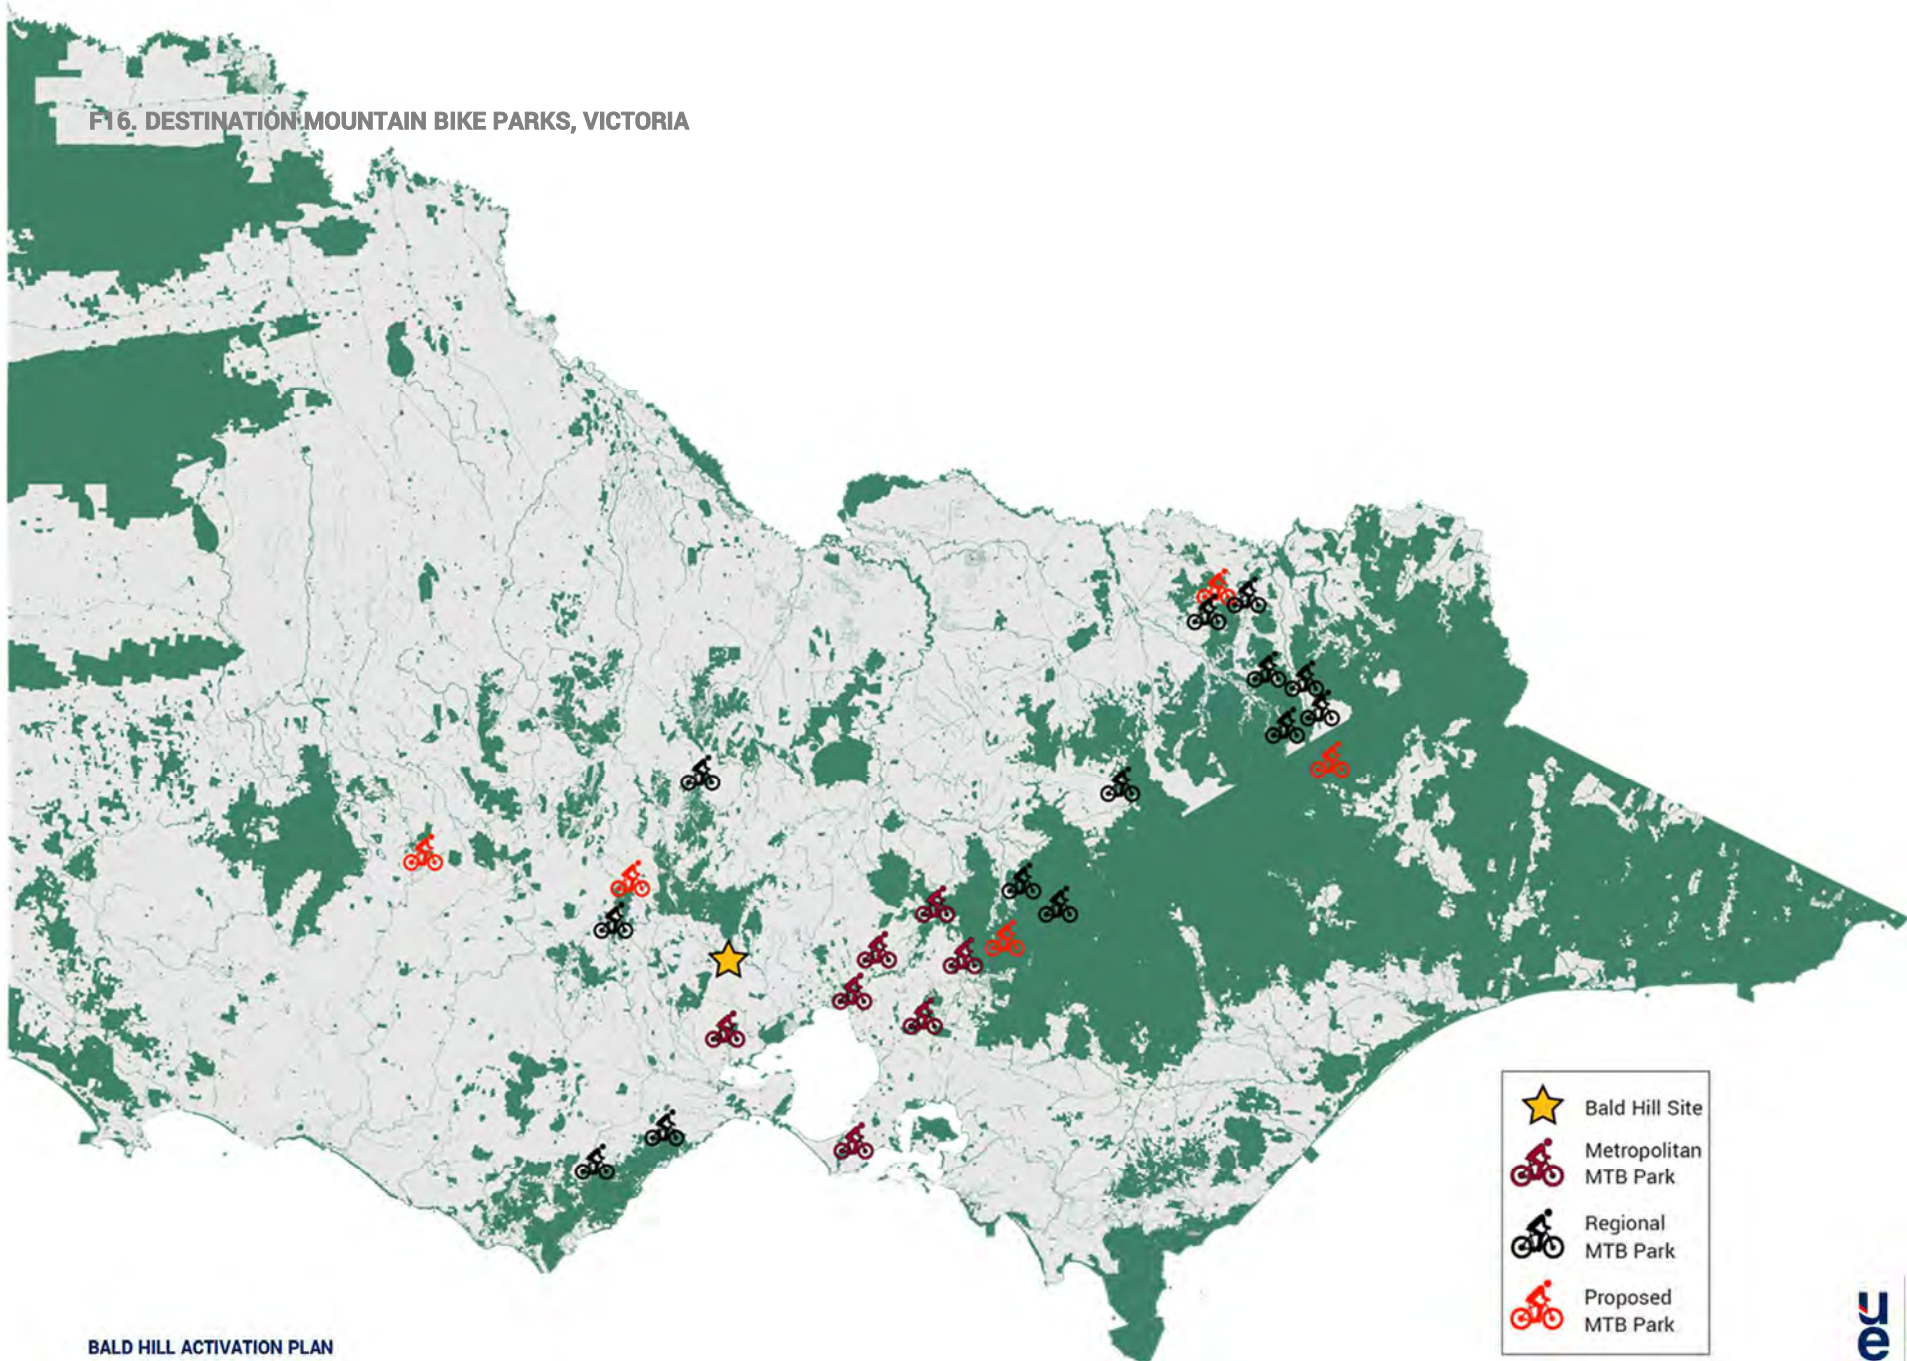 F16. DESTINATION MOUNTAIN BIKE PARKS, VICTORIA
Bald Hill Site
Metropolitan
MTB Park
Regional
MTB Park
Proposed
MTB Park
BALD HILL ACTIVATION PLAN
ue